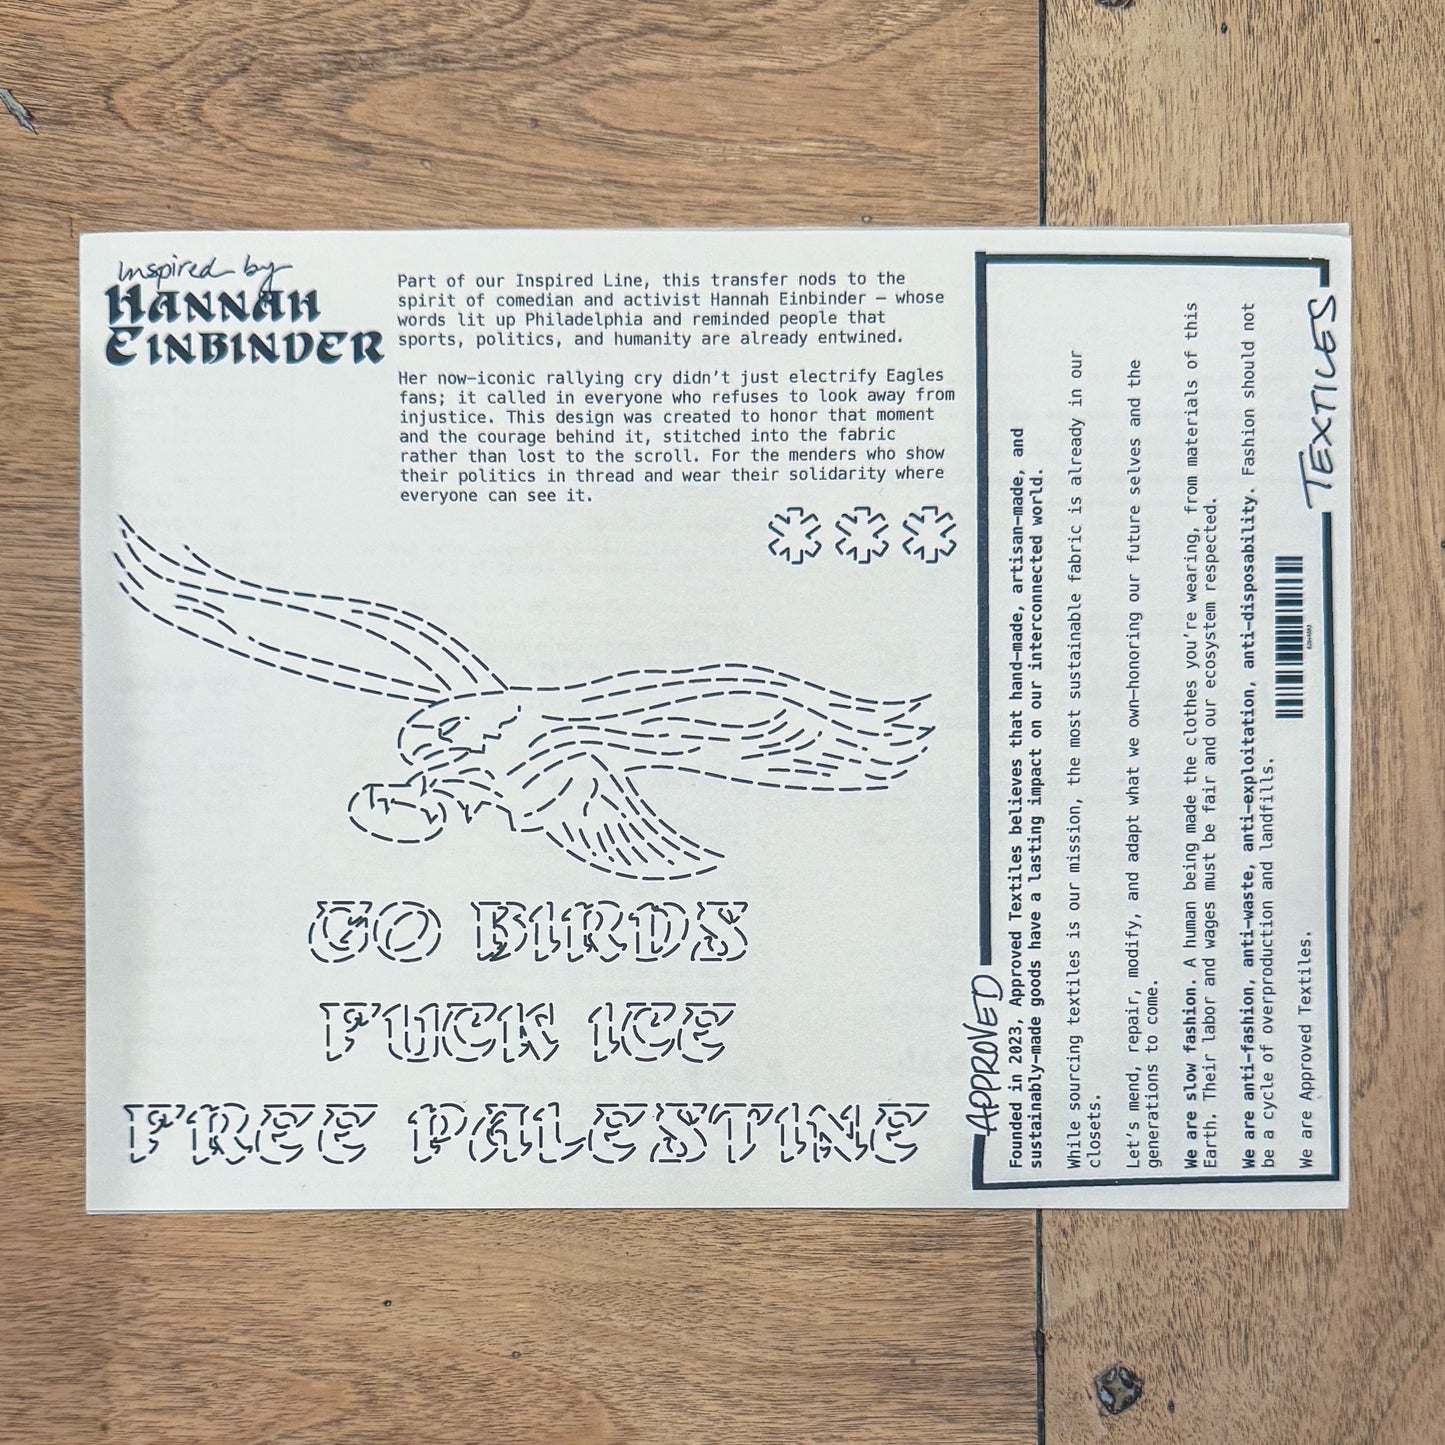 Inspired by
HANNAH
EINBINDER
Part of our Inspired Line, this transfer nods to the
spirit of comedian and activist Hannah Einbinder – whose
words lit up Philadelphia and reminded people that
sports, politics, and humanity are already entwined.
Her now-iconic rallying cry didn't just electrify Eagles
fans; it called in everyone who refuses to look away from
injustice. This design was created to honor that moment
and the courage behind it, stitched into the fabric
rather than lost to the scroll. For the menders who show
their politics in thread and wear their solidarity where
everyone can see it.
GO BIRDS
FUCK ICE
FREE PALESTINE
APPROVED
TEXTILES
Founded in 2023, Approved Textiles believes that hand-made, artisan-made, and
sustainably-made goods have a lasting impact on our interconnected world.
While sourcing textiles is our mission, the most sustainable fabric is already in our
closets.
Let's mend, repair, modify, and adapt what we own—honoring our future selves and the
generations to come.
We are slow fashion. A human being made the clothes you're wearing, from materials of this
Earth. Their labor and wages must be fair and our ecosystem respected.
We are anti-fashion, anti-waste, anti-exploitation, anti-disposability. Fashion should not
be a cycle of overproduction and landfills.
We are Approved Textiles.